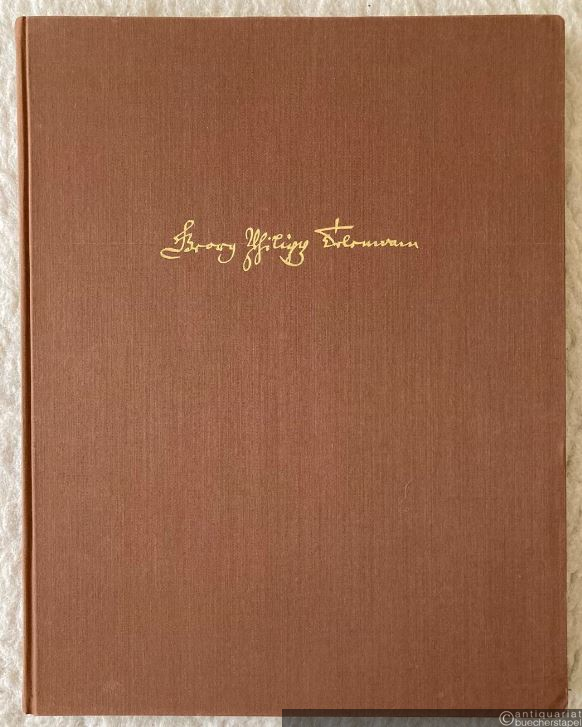 Georg Philipp Telemann
©antiquariat
buecherstapel